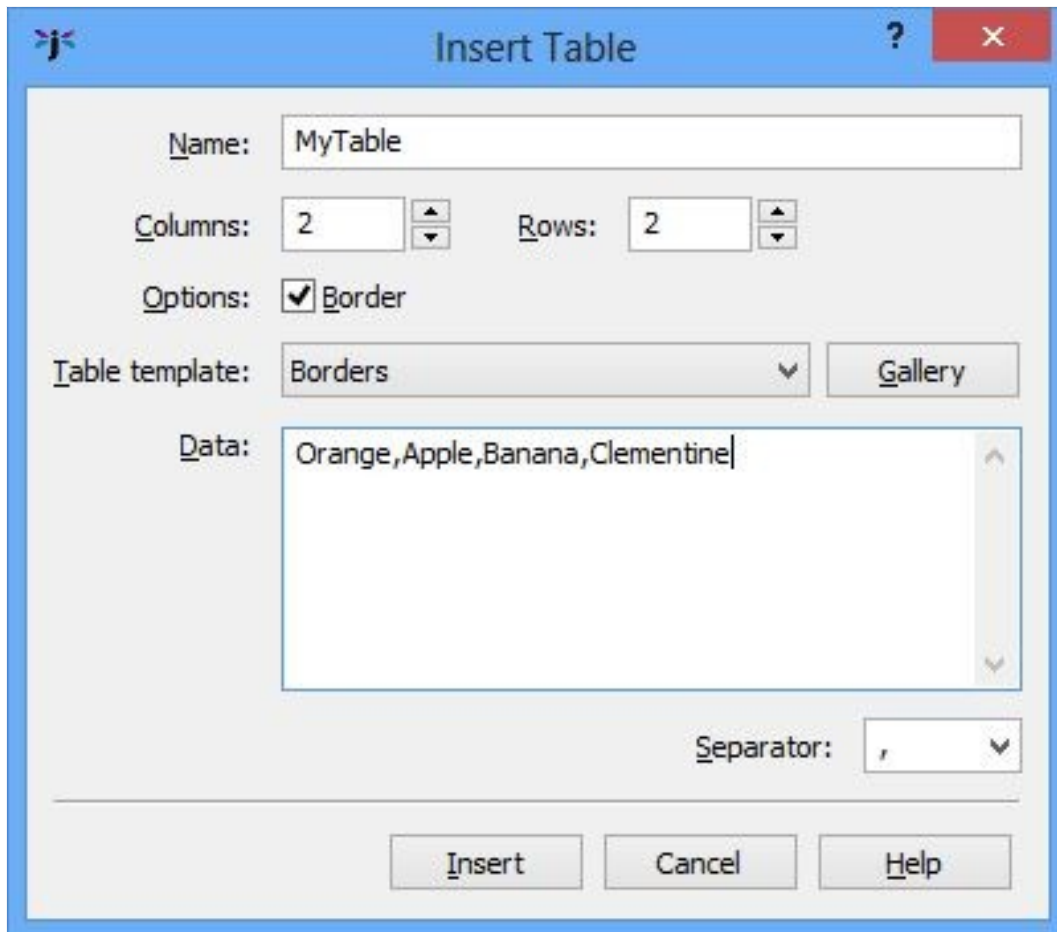 Insert Table ?
Name: MyTable
Columns: 2 Rows: 2
Options: Border
Table template: Borders Gallery
Data: Orange,Apple,Banana,Clementine
Separator: ,
Insert Cancel Help